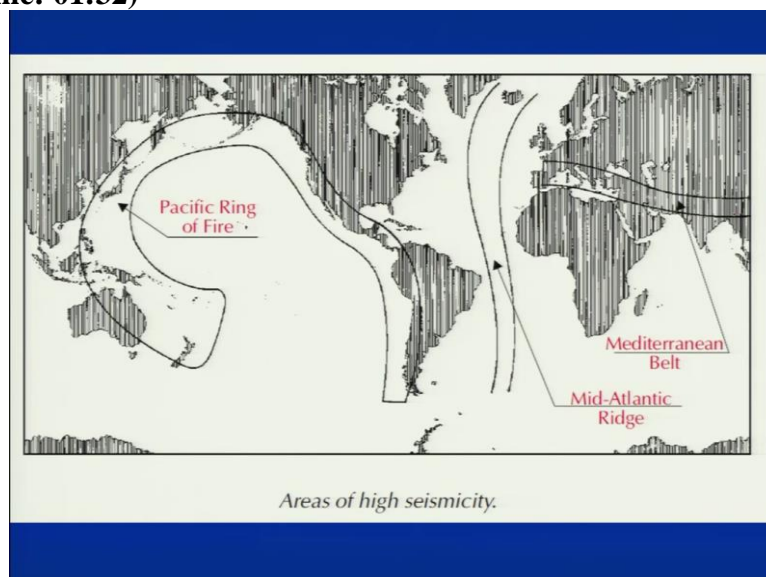 Pacific Ring
of Fire
Mediterranean
Belt
Mid-Atlantic
Ridge
Areas of high seismicity.